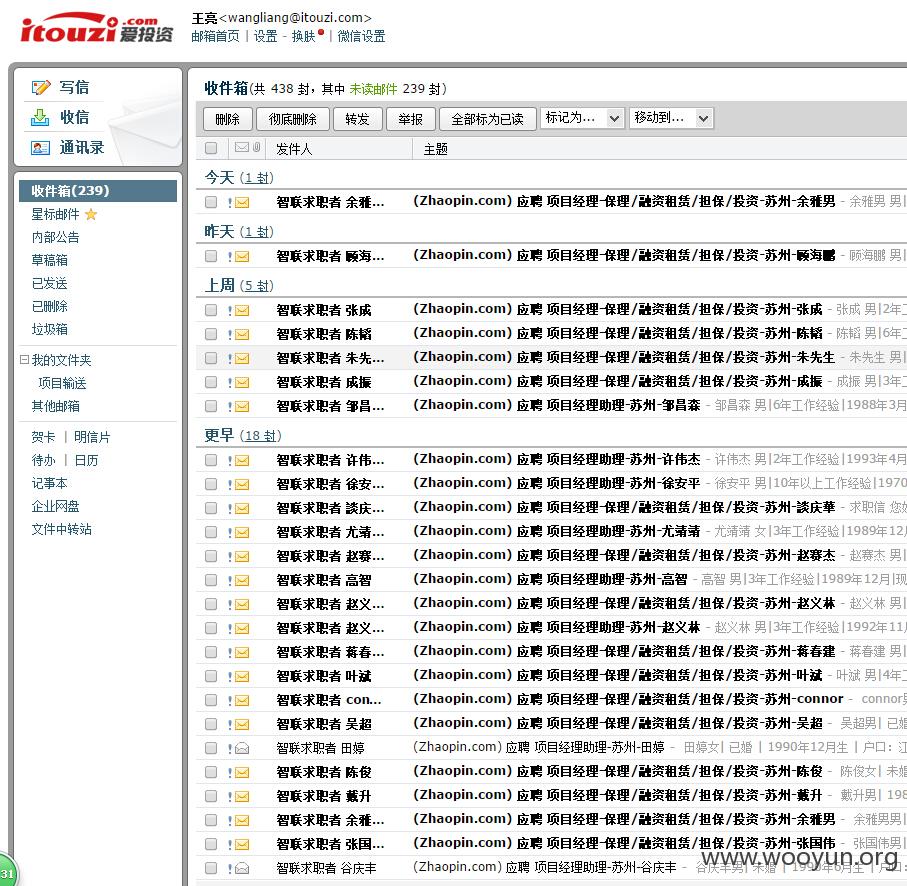 itouzi.com爱投资
王亮<wangliang@itouzi.com>
邮箱首页 | 设置 - 换肤 | 微信设置
写信
收信
通讯录
收件箱(239)
星标邮件
内部公告
草稿箱
已发送
已删除
垃圾箱
我的文件夹
项目输送
其他邮箱
贺卡 | 明信片
待办 | 日历
记事本
企业网盘
文件中转站
31
收件箱(共 438 封，其中 未读邮件 239 封)
删除 彻底删除 转发 举报 全部标为已读 标记为... 移动到...
发件人 主题
今天 (1 封)
智联求职者 余雅... (Zhaopin.com) 应聘 项目经理-保理/融资租赁/担保/投资-苏州-余雅男 - 余雅男 男|
昨天 (1 封)
智联求职者 顾海... (Zhaopin.com) 应聘 项目经理-保理/融资租赁/担保/投资-苏州-顾海鹏 - 顾海鹏 男|
上周 (5 封)
智联求职者 张成 (Zhaopin.com) 应聘 项目经理-保理/融资租赁/担保/投资-苏州-张成 - 张成 男|2年工
智联求职者 陈韬 (Zhaopin.com) 应聘 项目经理-保理/融资租赁/担保/投资-苏州-陈韬 - 陈韬 男|6年工
智联求职者 朱先... (Zhaopin.com) 应聘 项目经理-保理/融资租赁/担保/投资-苏州-朱先生 - 朱先生 男|
智联求职者 成振 (Zhaopin.com) 应聘 项目经理-保理/融资租赁/担保/投资-苏州-成振 - 成振 男|3年工
智联求职者 邹昌... (Zhaopin.com) 应聘 项目经理助理-苏州-邹昌森 - 邹昌森 男|6年工作经验|1988年3月
更早 (18 封)
智联求职者 许伟... (Zhaopin.com) 应聘 项目经理助理-苏州-许伟杰 - 许伟杰 男|2年工作经验|1993年4月
智联求职者 徐安... (Zhaopin.com) 应聘 项目经理助理-苏州-徐安平 - 徐安平 男|10年以上工作经验|1970
智联求职者 談庆... (Zhaopin.com) 应聘 项目经理-保理/融资租赁/担保/投资-苏州-談庆華 - 求职信 您好
智联求职者 尤靖... (Zhaopin.com) 应聘 项目经理助理-苏州-尤靖靖 - 尤靖靖 女|3年工作经验|1989年12月
智联求职者 赵赛... (Zhaopin.com) 应聘 项目经理-保理/融资租赁/担保/投资-苏州-赵赛杰 - 赵赛杰 男|
智联求职者 高智 (Zhaopin.com) 应聘 项目经理助理-苏州-高智 - 高智 男|3年工作经验|1989年12月|现
智联求职者 赵义... (Zhaopin.com) 应聘 项目经理-保理/融资租赁/担保/投资-苏州-赵义林 - 赵义林 男|
智联求职者 赵义... (Zhaopin.com) 应聘 项目经理助理-苏州-赵义林 - 赵义林 男|3年工作经验|1992年11月
智联求职者 蒋春... (Zhaopin.com) 应聘 项目经理-保理/融资租赁/担保/投资-苏州-蒋春建 - 蒋春建 男|
智联求职者 叶斌 (Zhaopin.com) 应聘 项目经理-保理/融资租赁/担保/投资-苏州-叶斌 - 叶斌 男|4年工
智联求职者 con... (Zhaopin.com) 应聘 项目经理-保理/融资租赁/担保/投资-苏州-connor - connor男
智联求职者 吴超 (Zhaopin.com) 应聘 项目经理-保理/融资租赁/担保/投资-苏州-吴超 - 吴超男| 已婚
智联求职者 田婷 (Zhaopin.com) 应聘 项目经理助理-苏州-田婷 - 田婷女| 已婚 | 1990年12月生 | 户口：江
智联求职者 陈俊 (Zhaopin.com) 应聘 项目经理-保理/融资租赁/担保/投资-苏州-陈俊 - 陈俊女| 未婚
智联求职者 戴升 (Zhaopin.com) 应聘 项目经理-保理/融资租赁/担保/投资-苏州-戴升 - 戴升男| 198
智联求职者 余雅... (Zhaopin.com) 应聘 项目经理-保理/融资租赁/担保/投资-苏州-余雅男 - 余雅男男|
智联求职者 张国... (Zhaopin.com) 应聘 项目经理-保理/融资租赁/担保/投资-苏州-张国伟 - 张国伟男|
智联求职者 谷庆丰 (Zhaopin.com) 应聘 项目经理助理-苏州-谷庆丰 - 谷庆丰男| 未婚 | 1990年6月生 | 户口：
www.wooyun.org